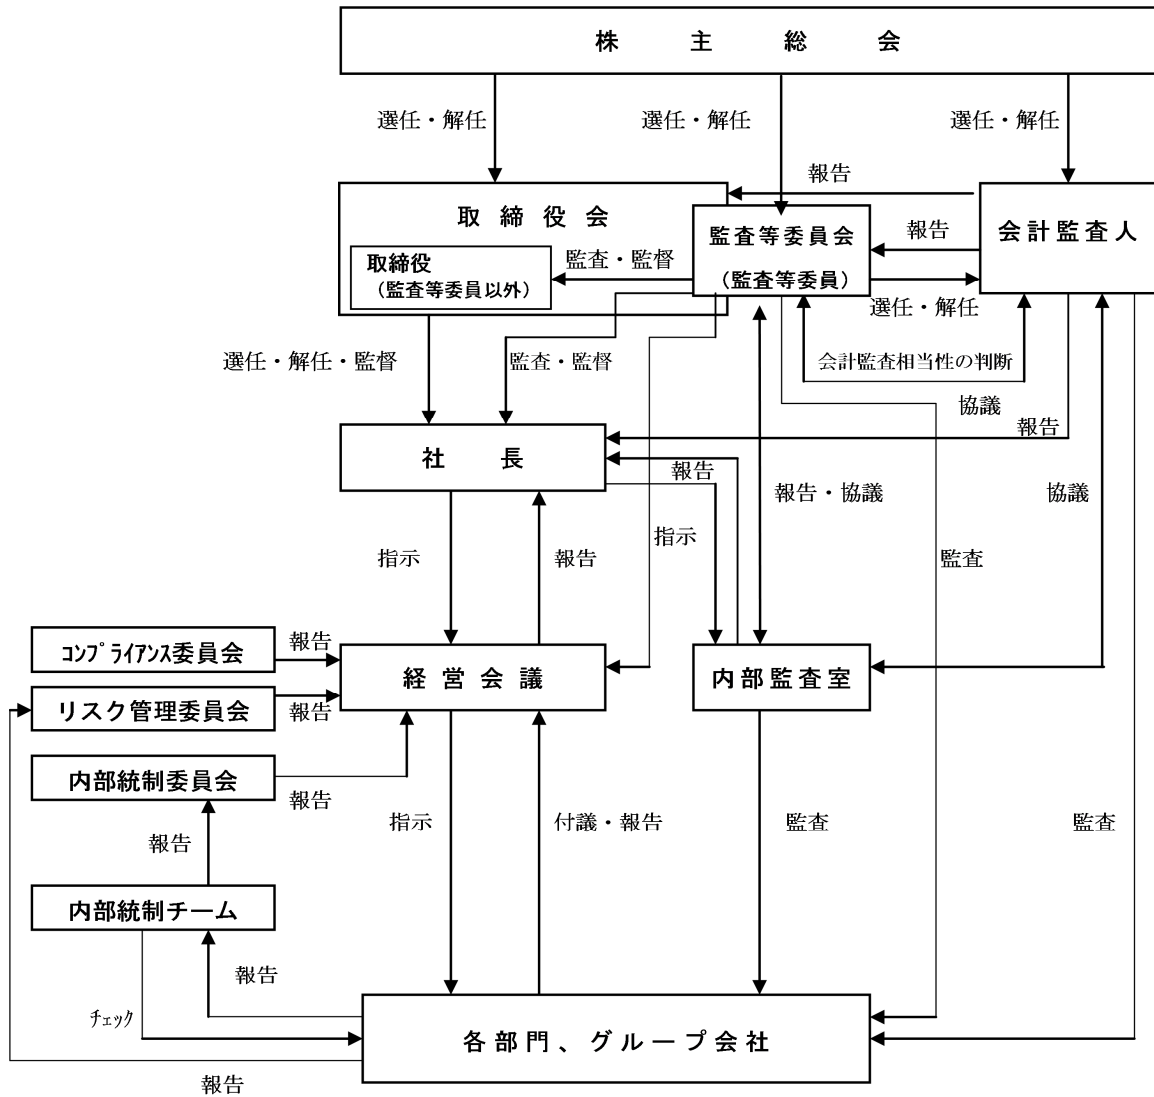 株主総会
選任・解任
選任・解任
選任・解任
報告
取締役会
監査等委員会
（監査等委員）
会計監査人
報告
取締役
（監査等委員以外）
監査・監督
選任・解任
選任・解任・監督
監査・監督
会計監査相当性の判断
協議
報告
社長
報告
報告・協議
協議
指示
報告
指示
監査
コンプライアンス委員会
報告
経営会議
内部監査室
リスク管理委員会
報告
内部統制委員会
報告
指示
付議・報告
監査
監査
報告
内部統制チーム
報告
チェック
各部門、グループ会社
報告